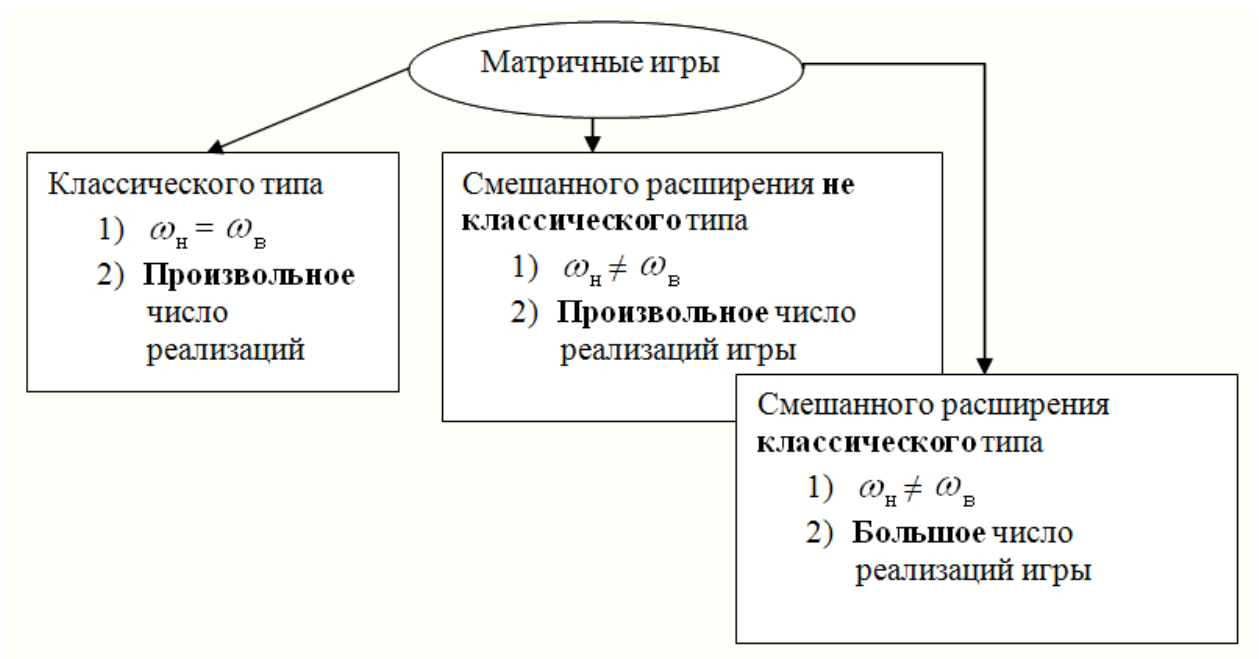 Матричные игры
Классического типа
1) ωн = ωв
2) Произвольное
число
реализаций
Смешанного расширения не
классического типа
1) ωн ≠ ωв
2) Произвольное число
реализаций игры
Смешанного расширения
классического типа
1) ωн ≠ ωв
2) Большое число
реализаций игры